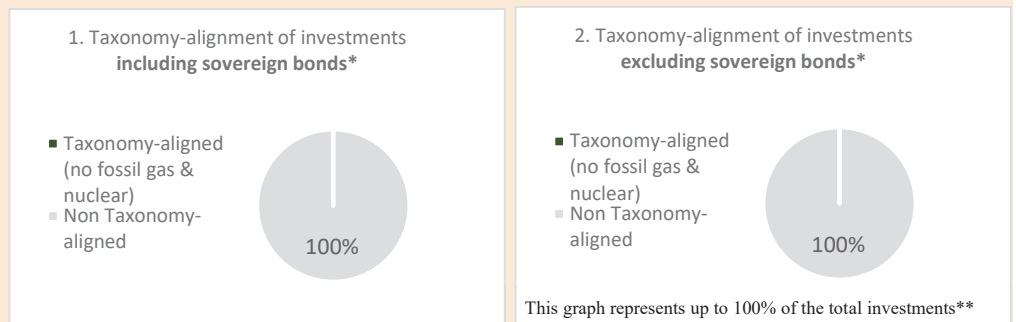 1. Taxonomy-alignment of investments
including sovereign bonds*
Taxonomy-aligned
(no fossil gas &
nuclear)
Non Taxonomy-
aligned
100%
2. Taxonomy-alignment of investments
excluding sovereign bonds*
Taxonomy-aligned
(no fossil gas &
nuclear)
Non Taxonomy-
aligned
100%
This graph represents up to 100% of the total investments**